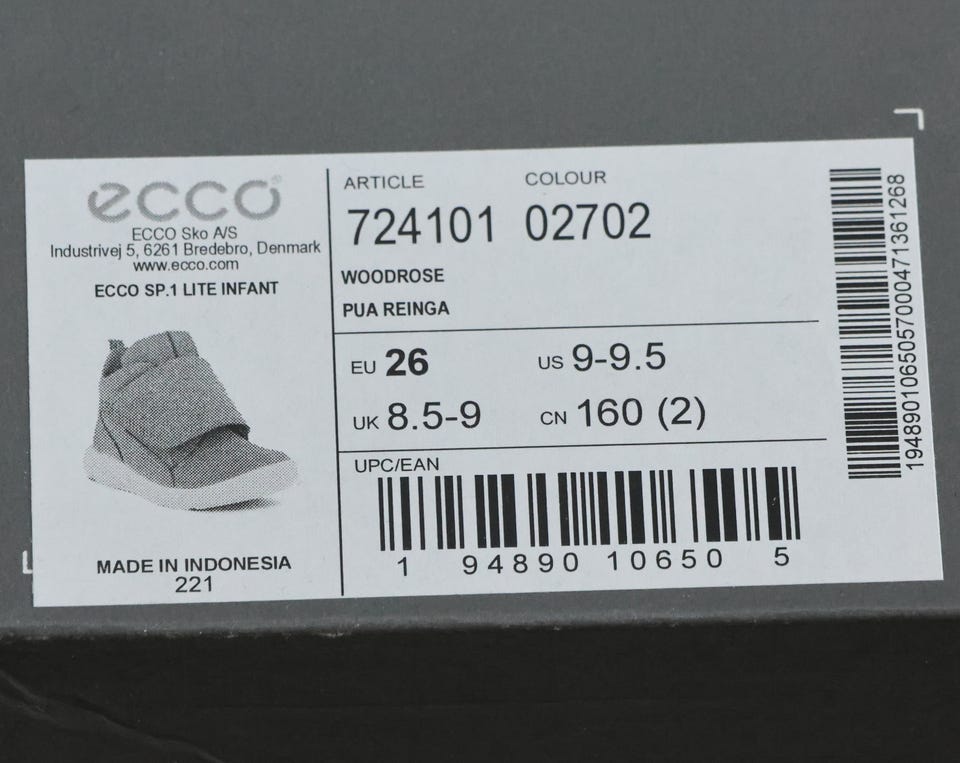 ecco
ECCO Sko A/S
Industrivej 5, 6261 Bredebro, Denmark
www.ecco.com
ECCO SP.1 LITE INFANT
MADE IN INDONESIA
221
ARTICLE COLOUR
724101 02702
WOODROSE
PUA REINGA
EU 26 US 9-9.5
UK 8.5-9 CN 160 (2)
UPC/EAN
1 94890 10650 5
1948901065057000471361268